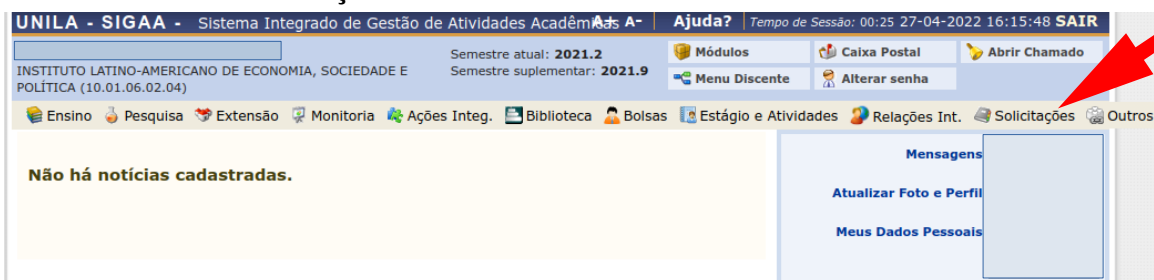 UNILA - SIGAA - Sistema Integrado de Gestão de Atividades Acadêmicas A+ A- Ajuda? Tempo de Sessão: 00:25 27-04-2022 16:15:48 SAIR
Semestre atual: 2021.2 Módulos Caixa Postal Abrir Chamado
INSTITUTO LATINO-AMERICANO DE ECONOMIA, SOCIEDADE E Semestre suplementar: 2021.9
POLÍTICA (10.01.06.02.04) Menu Discente Alterar senha
Ensino Pesquisa Extensão Monitoria Ações Integ. Biblioteca Bolsas Estágio e Atividades Relações Int. Solicitações Outros
Mensagens
Não há notícias cadastradas.
Atualizar Foto e Perfil
Meus Dados Pessoais